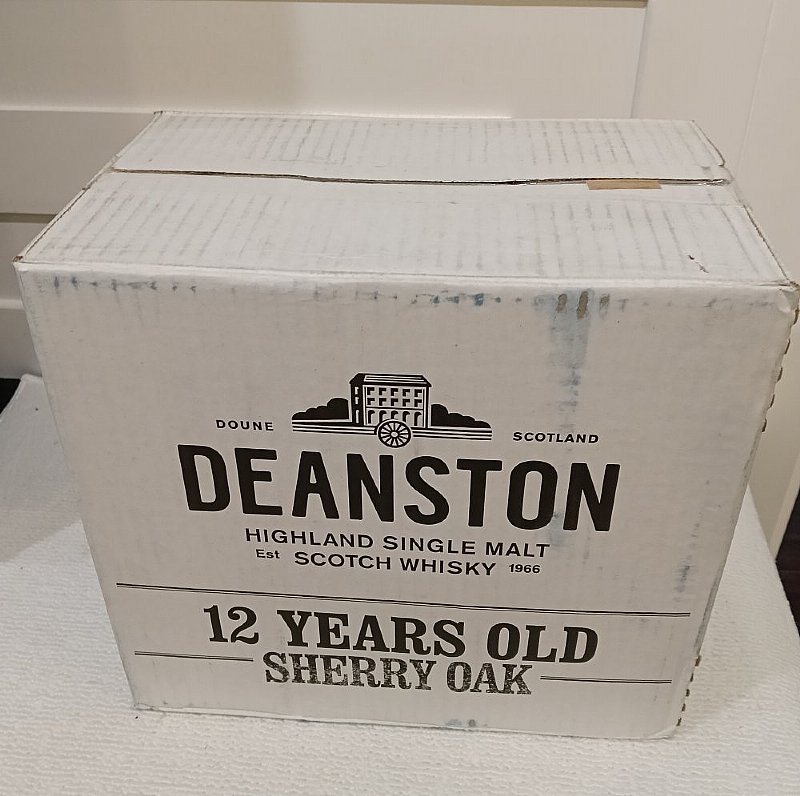 DOUNE SCOTLAND
DEANSTON
HIGHLAND SINGLE MALT
Est SCOTCH WHISKY 1966
12 YEARS OLD
SHERRY OAK